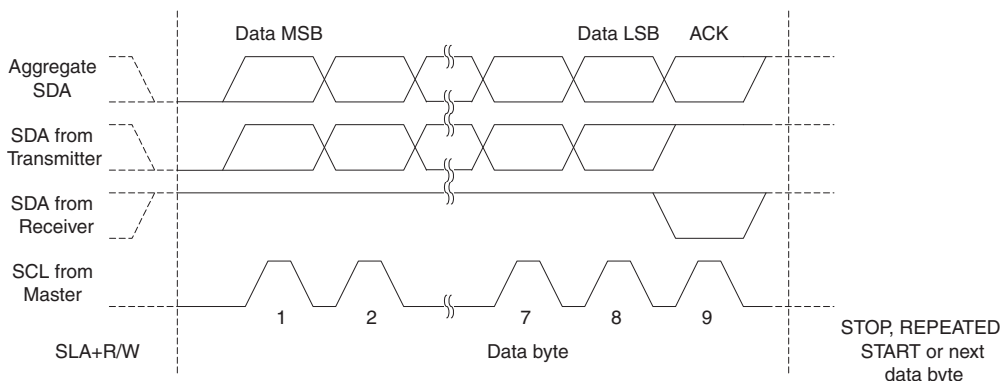 Data MSB
Data LSB
ACK
Aggregate
SDA
SDA from
Transmitter
SDA from
Receiver
SCL from
Master
1
2
7
8
9
SLA+R/W
Data byte
STOP, REPEATED
START or next
data byte